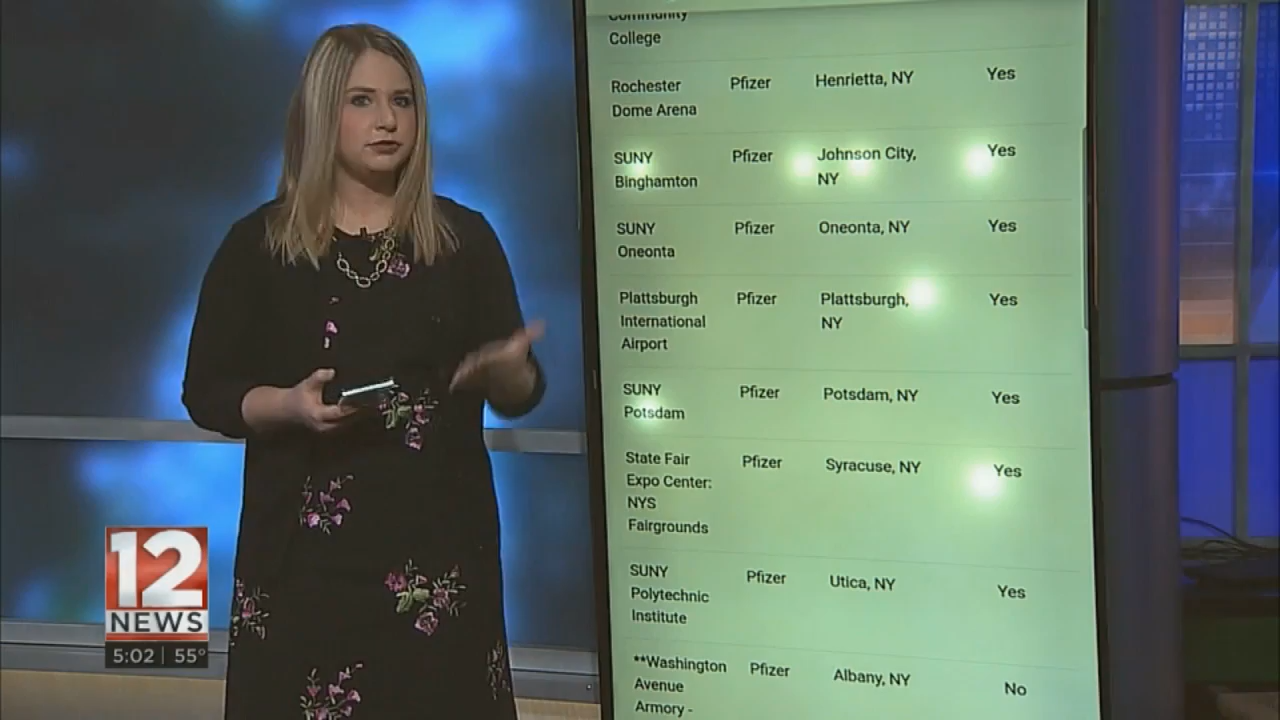 Community
College
Rochester
Dome Arena
Pfizer
Henrietta, NY
Yes
SUNY
Binghamton
Pfizer
Johnson City,
NY
Yes
SUNY
Oneonta
Pfizer
Oneonta, NY
Yes
Plattsburgh
International
Airport
Pfizer
Plattsburgh,
NY
Yes
SUNY
Potsdam
Pfizer
Potsdam, NY
Yes
State Fair
Expo Center:
NYS
Fairgrounds
Pfizer
Syracuse, NY
Yes
SUNY
Polytechnic
Institute
Pfizer
Utica, NY
Yes
**Washington
Avenue
Armory -
Pfizer
Albany, NY
No
12
NEWS
5:02 | 55°